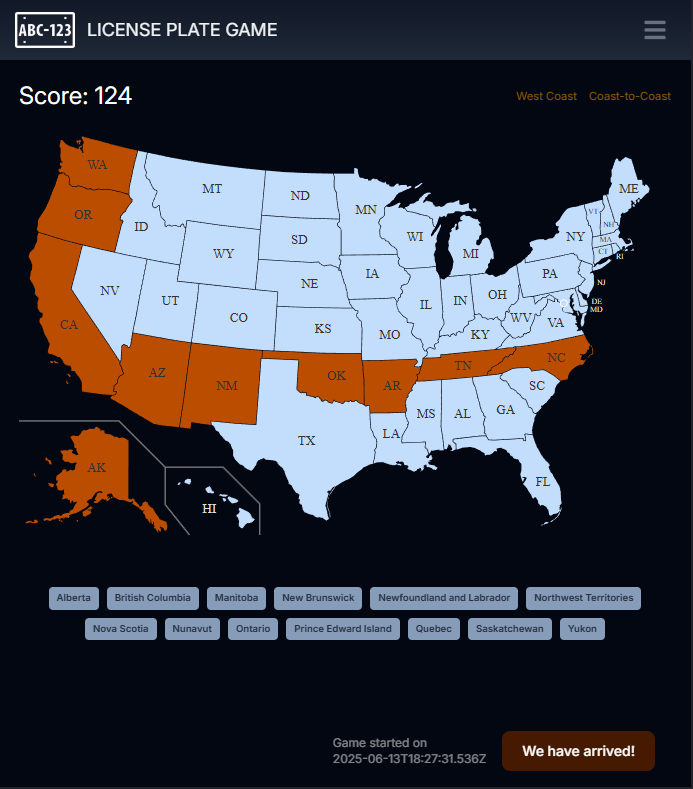 ABC-123 LICENSE PLATE GAME
Score: 124
West Coast Coast-to-Coast
WA
OR
CA
AK
ID
NV
AZ
MT
WY
UT
CO
NM
ND
SD
NE
KS
OK
TX
HI
MN
IA
MO
AR
LA
WI
IL
MI
IN
OH
KY
TN
MS
AL
GA
FL
SC
NC
VA
WV
PA
NY
VT
NH
ME
MA
CT
RI
NJ
DE
MD
Alberta British Columbia Manitoba New Brunswick Newfoundland and Labrador Northwest Territories
Nova Scotia Nunavut Ontario Prince Edward Island Quebec Saskatchewan Yukon
Game started on
2025-06-13T18:27:31.536Z
We have arrived!